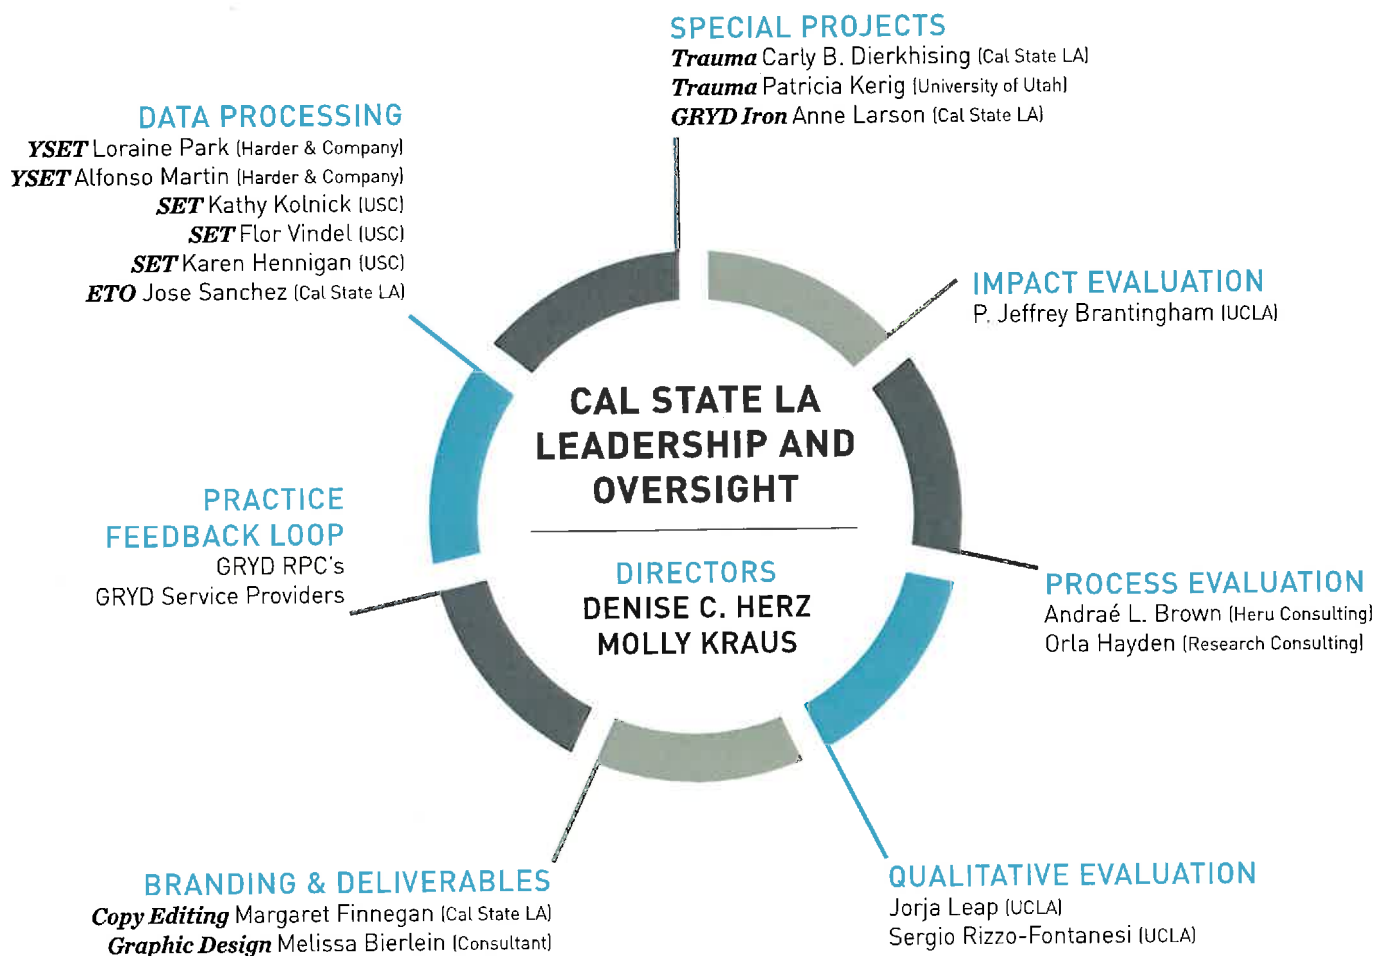 SPECIAL PROJECTS
Trauma Carly B. Dierkhising (Cal State LA)
Trauma Patricia Kerig (University of Utah)
GRYD Iron Anne Larson (Cal State LA)
DATA PROCESSING
YSET Loraine Park (Harder & Company)
YSET Alfonso Martin (Harder & Company)
SET Kathy Kolnick (USC)
SET Flor Vindel (USC)
SET Karen Hennigan (USC)
ETO Jose Sanchez (Cal State LA)
IMPACT EVALUATION
P. Jeffrey Brantingham (UCLA)
CAL STATE LA
LEADERSHIP AND
OVERSIGHT
DIRECTORS
DENISE C. HERZ
MOLLY KRAUS
PRACTICE
FEEDBACK LOOP
GRYD RPC's
GRYD Service Providers
PROCESS EVALUATION
Andraé L. Brown (Heru Consulting)
Orla Hayden (Research Consulting)
BRANDING & DELIVERABLES
Copy Editing Margaret Finnegan (Cal State LA)
Graphic Design Melissa Bierlein (Consultant)
QUALITATIVE EVALUATION
Jorja Leap (UCLA)
Sergio Rizzo-Fontanesi (UCLA)